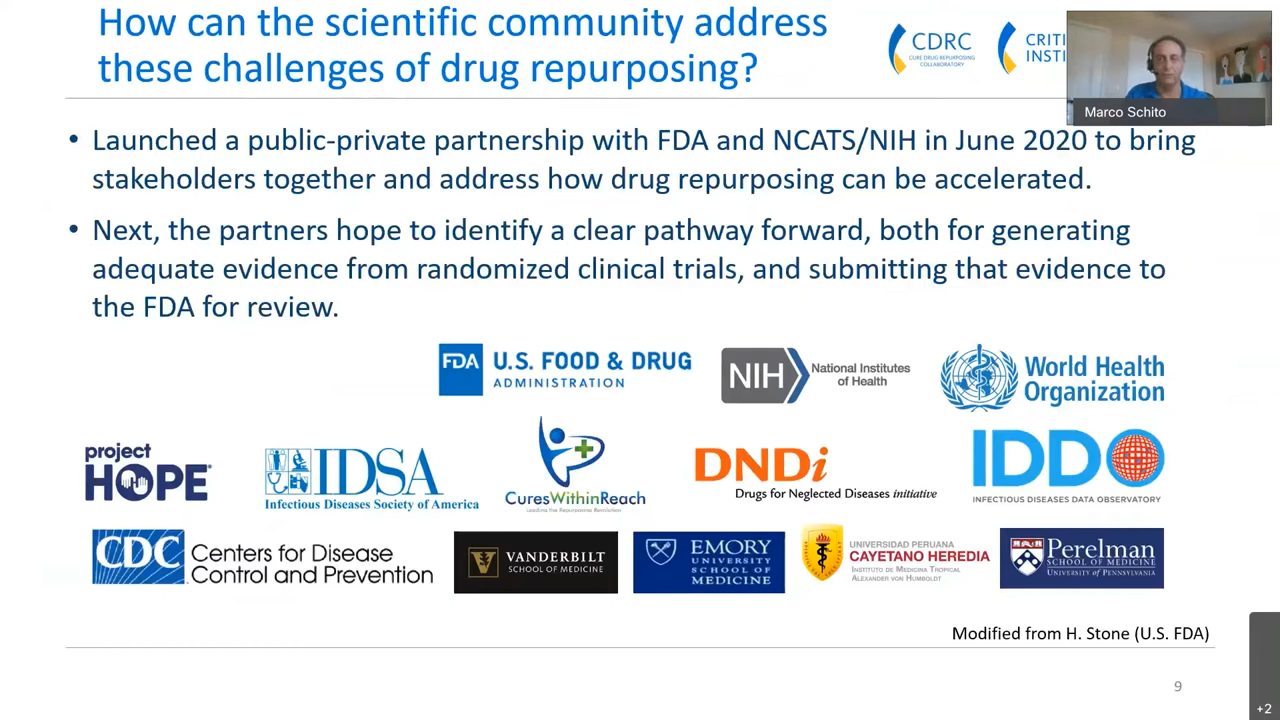 How can the scientific community address
these challenges of drug repurposing?
CDRC
CURE DRUG REPURPOSING
COLLABORATORY
CRITI
INSTI
Marco Schito
• Launched a public-private partnership with FDA and NCATS/NIH in June 2020 to bring
stakeholders together and address how drug repurposing can be accelerated.
• Next, the partners hope to identify a clear pathway forward, both for generating
adequate evidence from randomized clinical trials, and submitting that evidence to
the FDA for review.
FDA
U.S. FOOD & DRUG
ADMINISTRATION
NIH
National Institutes
of Health
World Health
Organization
project
HOPE®
IDSA
Infectious Diseases Society of America
CuresWithinReach
Leading the Repurposing Revolution
DNDi
Drugs for Neglected Diseases initiative
IDDO
INFECTIOUS DISEASES DATA OBSERVATORY
CDC
Centers for Disease
Control and Prevention
VANDERBILT
SCHOOL OF MEDICINE
EMORY
UNIVERSITY
SCHOOL OF
MEDICINE
UNIVERSIDAD PERUANA
CAYETANO HEREDIA
INSTITUTO DE MEDICINA TROPICAL
ALEXANDER VON HUMBOLDT
Perelman
SCHOOL OF MEDICINE
UNIVERSITY OF PENNSYLVANIA
Modified from H. Stone (U.S. FDA)
9
+2